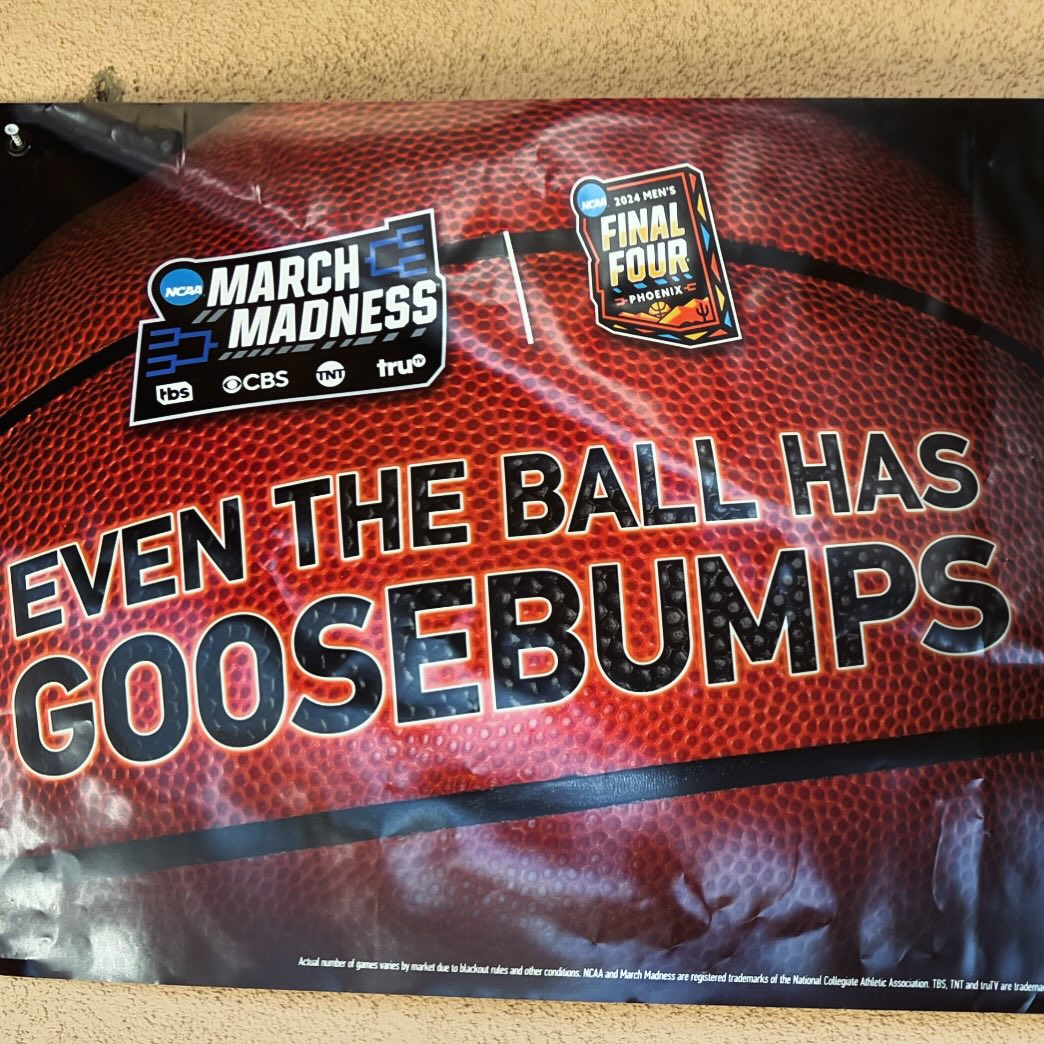 NCAA
MARCH
MADNESS
tbs CBS TNT truTV
NCAA 2024 MEN'S
FINAL
FOUR
PHOENIX
EVEN THE BALL HAS
GOOSEBUMPS
Actual number of games varies by market due to blackout rules and other conditions. NCAA and March Madness are registered trademarks of the National Collegiate Athletic Association. TBS, TNT and truTV are